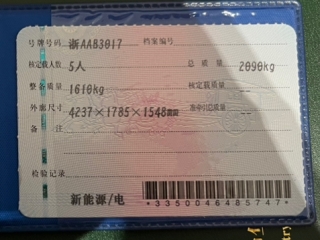 号牌号码 浙AAB3017 档案编号
核定载人数 5人 总质量 2090kg
整备质量 1610kg 核定载质量 --
外廓尺寸 4237×1785×1548mm 准牵引总质量 --
备注
检验记录
新能源/电
*3350046485747*